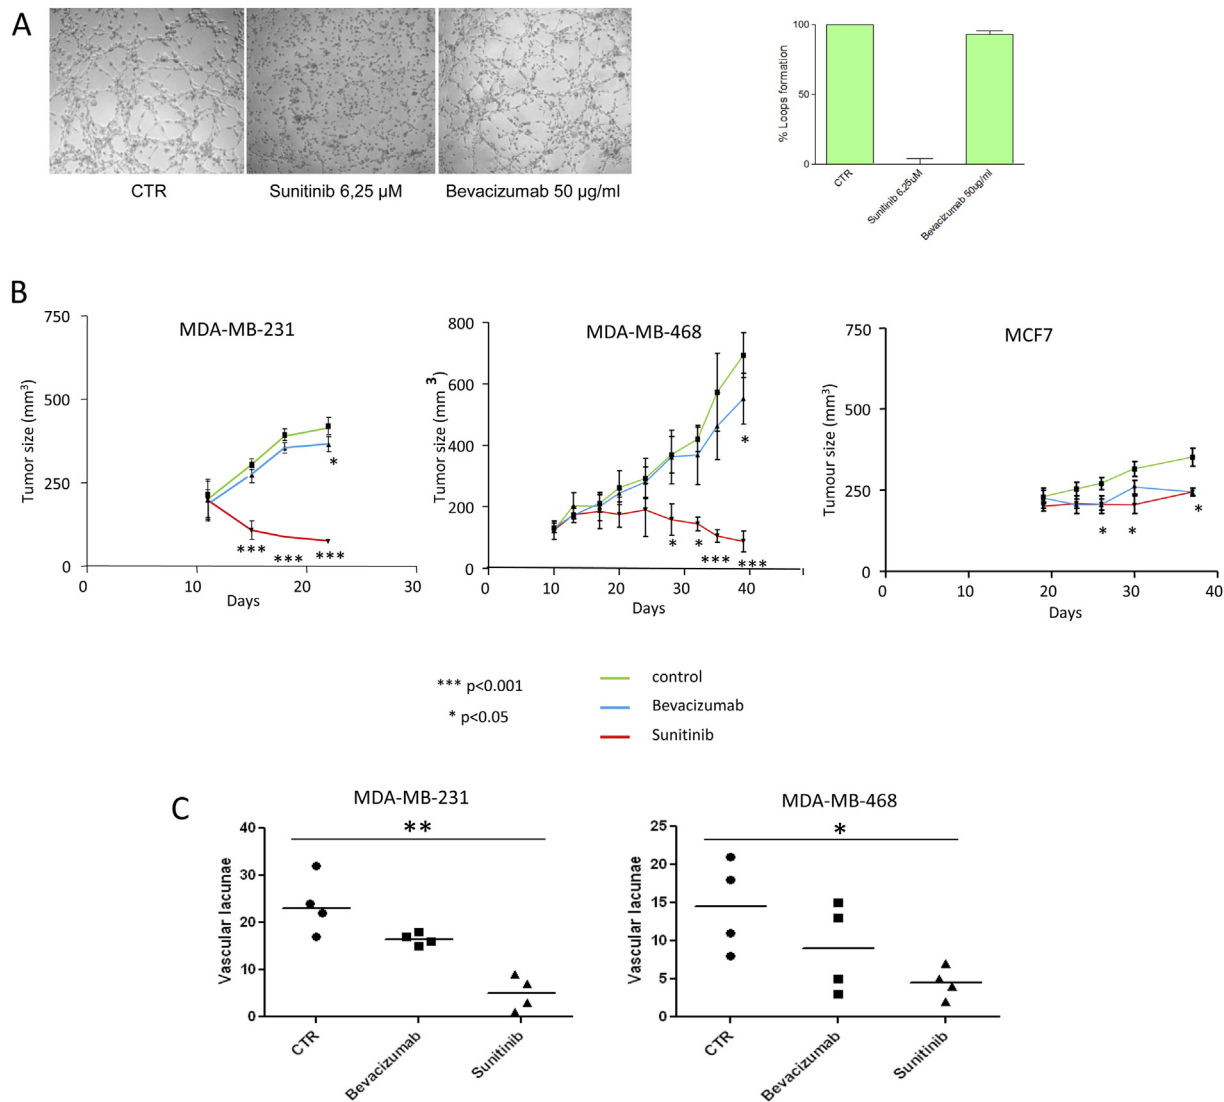 A
CTR
Sunitinib 6,25 µM
Bevacizumab 50 µg/ml
% Loops formation
100
50
0
CTR
Sunitinib 6,25uM
Bevacizumab 50ug/ml
B
MDA-MB-231
Tumor size (mm³)
750
500
250
0
0
10
20
30
Days
*
***
***
***
MDA-MB-468
Tumor size (mm 3)
800
600
400
200
0
0
10
20
30
40
Days
*
*
*
***
***
MCF7
Tumour size (mm³)
750
500
250
0
0
10
20
30
40
Days
*
*
*
*** p<0.001
* p<0.05
control
Bevacizumab
Sunitinib
C
MDA-MB-231
**
Vascular lacunae
40
30
20
10
0
CTR
Bevacizumab
Sunitinib
MDA-MB-468
*
Vascular lacunae
25
20
15
10
5
0
CTR
Bevacizumab
Sunitinib